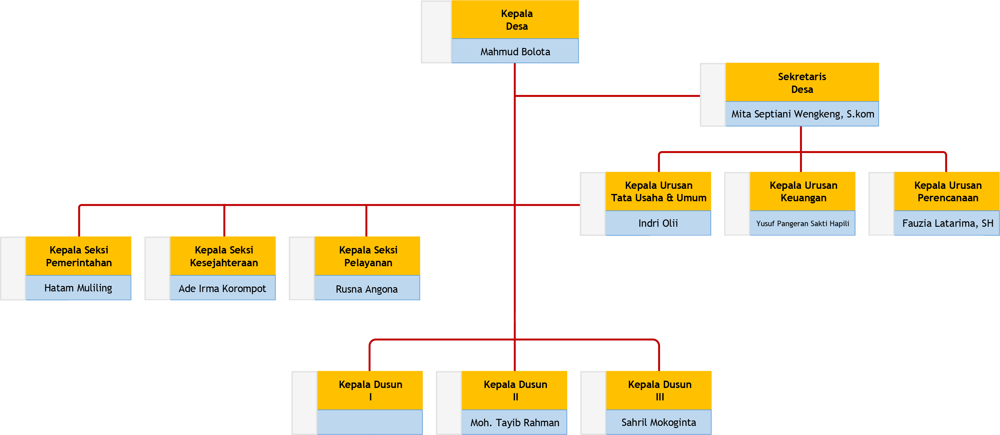 Kepala
Desa
Mahmud Bolota
Sekretaris
Desa
Mita Septiani Wengkeng, S.kom
Kepala Urusan
Tata Usaha & Umum
Indri Olii
Kepala Urusan
Keuangan
Yusuf Pangeran Sakti Hapili
Kepala Urusan
Perencanaan
Fauzia Latarima, SH
Kepala Seksi
Pemerintahan
Hatam Muliling
Kepala Seksi
Kesejahteraan
Ade Irma Korompot
Kepala Seksi
Pelayanan
Rusna Angona
Kepala Dusun
I
Kepala Dusun
II
Moh. Tayib Rahman
Kepala Dusun
III
Sahril Mokoginta